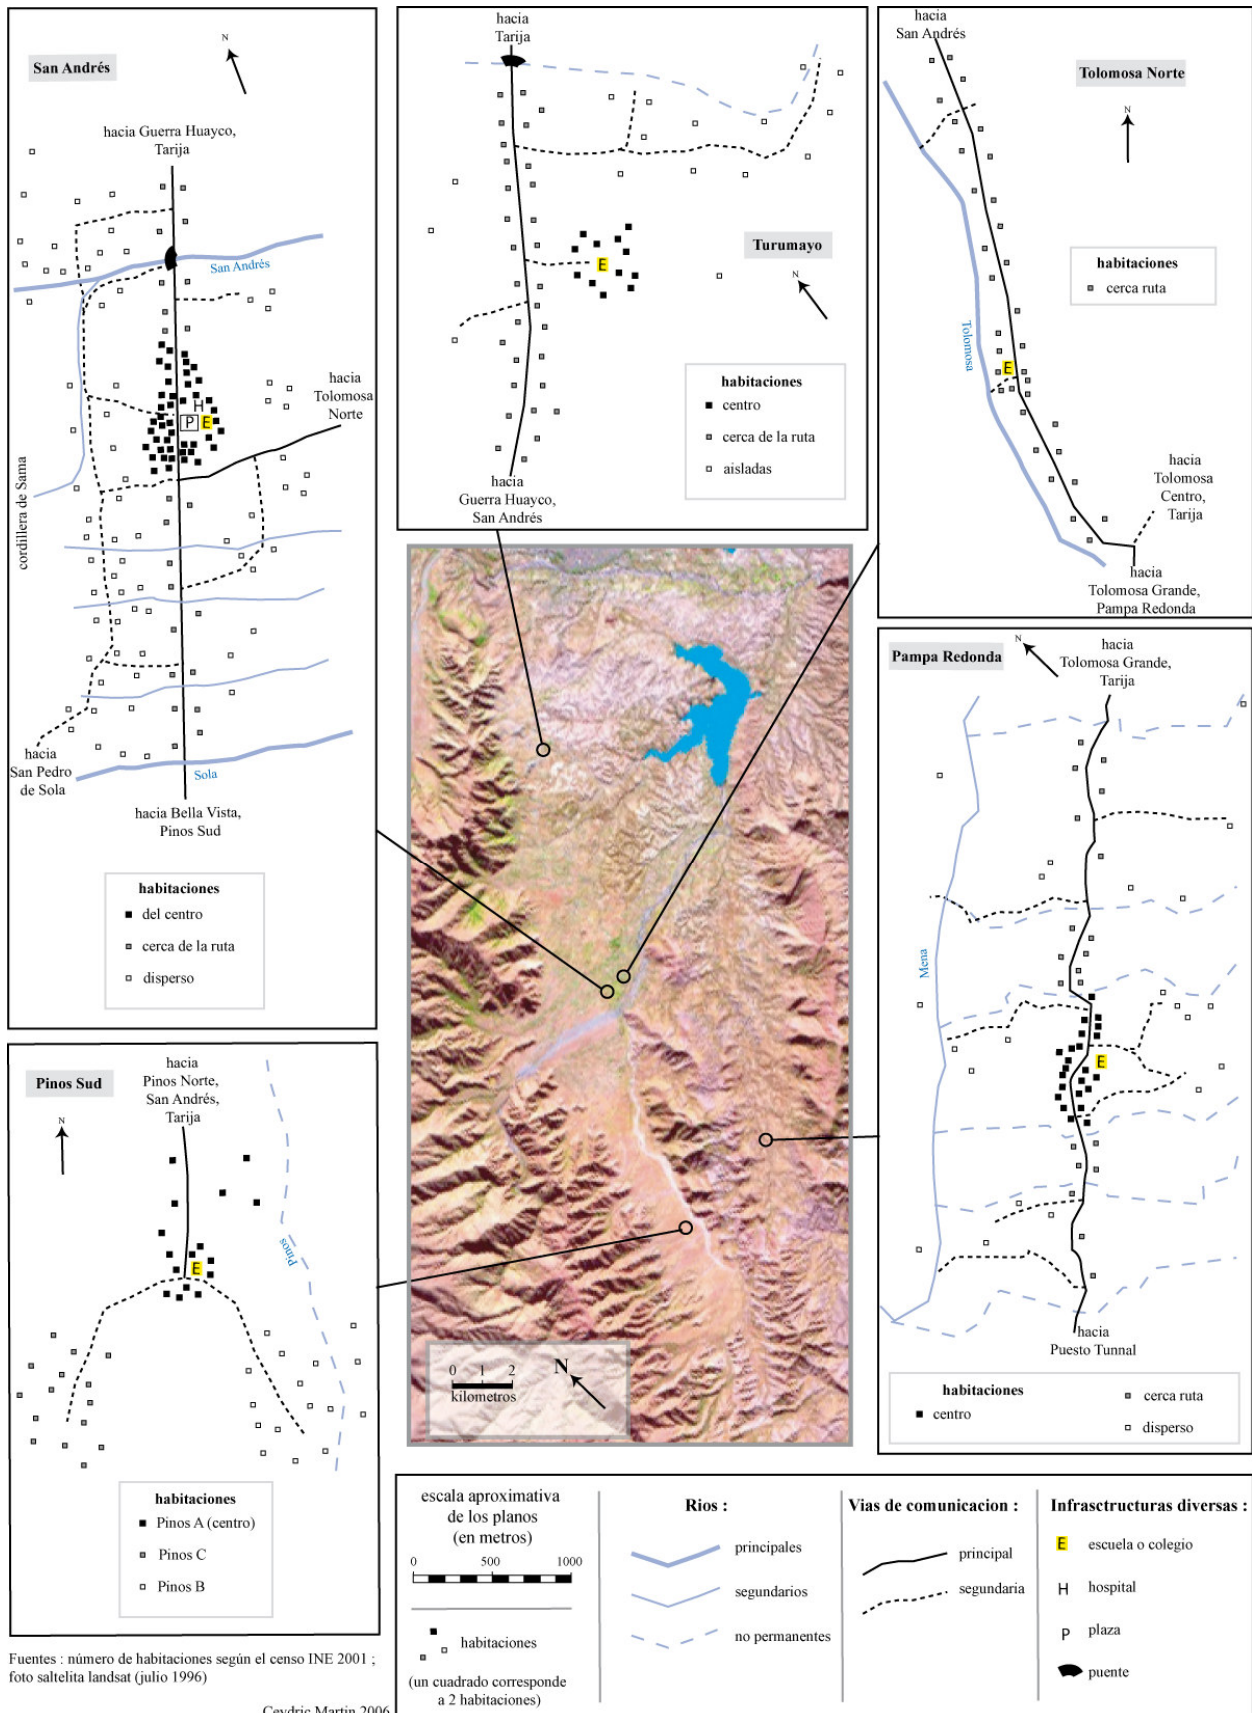 San Andrés
N
hacia Guerra Huayco,
Tarija
San Andrés
H
P
E
hacia
Tolomosa
Norte
cordillera de Sama
hacia
San Pedro
de Sola
Sola
hacia Bella Vista,
Pinos Sud
habitaciones
del centro
cerca de la ruta
disperso
hacia
Tarija
Turumayo
N
E
hacia
Guerra Huayco,
San Andrés
habitaciones
centro
cerca de la ruta
aisladas
hacia
San Andrés
Tolomosa Norte
N
habitaciones
cerca ruta
Tolomosa
E
hacia
Tolomosa
Centro,
Tarija
hacia
Tolomosa Grande,
Pampa Redonda
Pampa Redonda
N
hacia
Tolomosa Grande,
Tarija
Mena
E
hacia
Puesto Tunnal
habitaciones
centro
cerca ruta
disperso
Pinos Sud
N
hacia
Pinos Norte,
San Andrés,
Tarija
Pinos
E
habitaciones
Pinos A (centro)
Pinos C
Pinos B
0 1 2
kilometros
N
escala aproximativa
de los planos
(en metros)
0 500 1000
habitaciones
(un cuadrado corresponde
a 2 habitaciones)
Rios :
principales
segundarios
no permanentes
Vias de comunicacion :
principal
segundaria
Infrasctructuras diversas :
E escuela o colegio
H hospital
P plaza
puente
Fuentes : número de habitaciones según el censo INE 2001 ;
foto saltelita landsat (julio 1996)
Ceydric Martin 2006